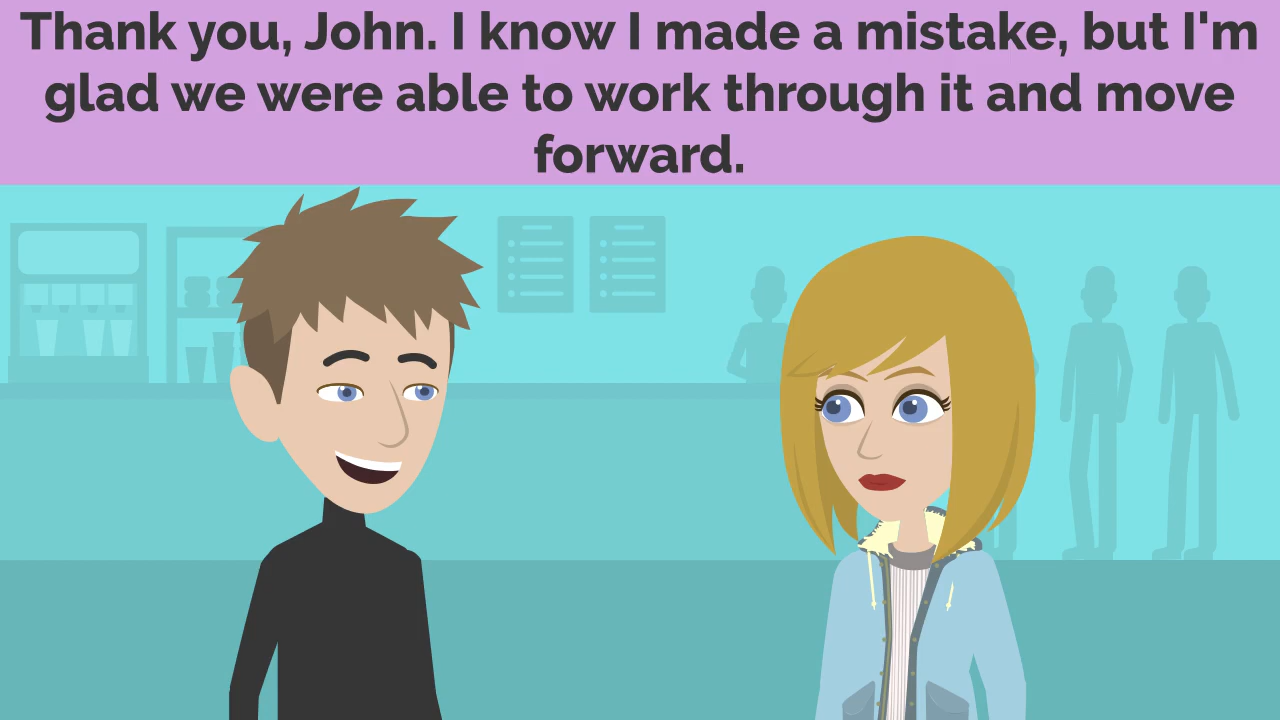 Thank you, John. I know I made a mistake, but I'm
glad we were able to work through it and move
forward.